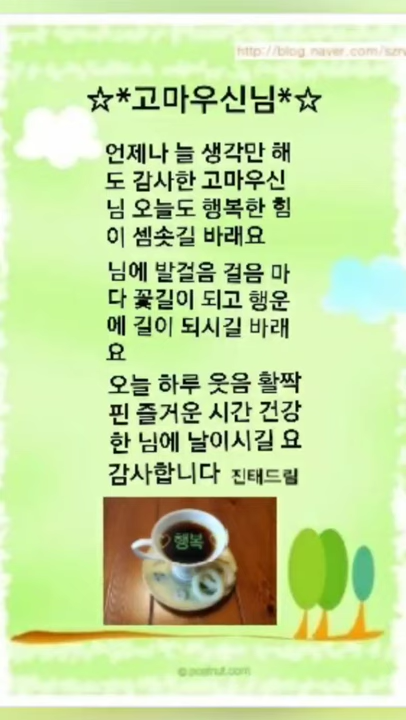 http://blog.naver.com/szrv
☆*고마우신님*☆
언제나 늘 생각만 해
도 감사한 고마우신
님 오늘도 행복한 힘
이 셈솟길 바래요
님에 발걸음 걸음 마
다 꽃길이 되고 행운
에 길이 되시길 바래
요
오늘 하루 웃음 활짝
핀 즐거운 시간 건강
한 님에 날이시길 요
감사합니다 진태드림
행복